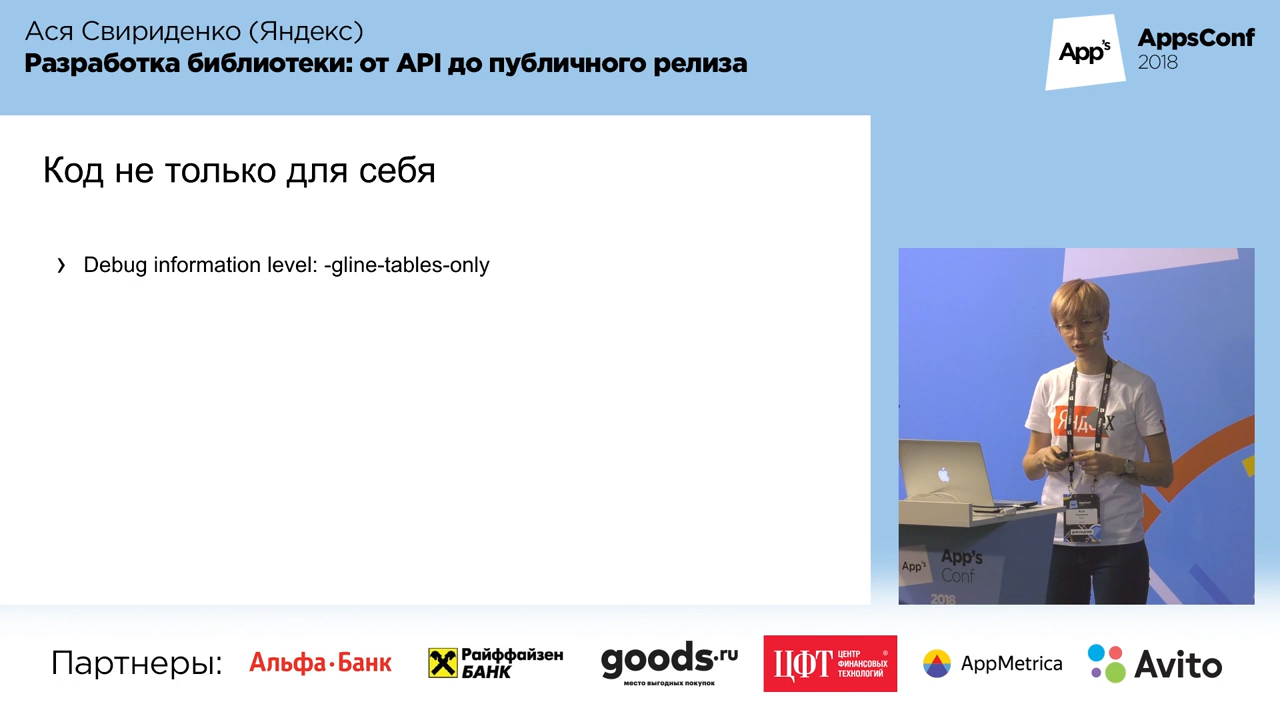 Ася Свириденко (Яндекс)
Разработка библиотеки: от API до публичного релиза
App's
AppsConf
2018
Код не только для себя
❯ Debug information level: -gline-tables-only
Яндекс
App's
App's
Conf
2018
Партнеры:
Альфа·Банк
Райффайзен
БАНК
goods.ru
место выгодных покупок
ЦФТ
ЦЕНТР
ФИНАНСОВЫХ
ТЕХНОЛОГИЙ
AppMetrica
Avito